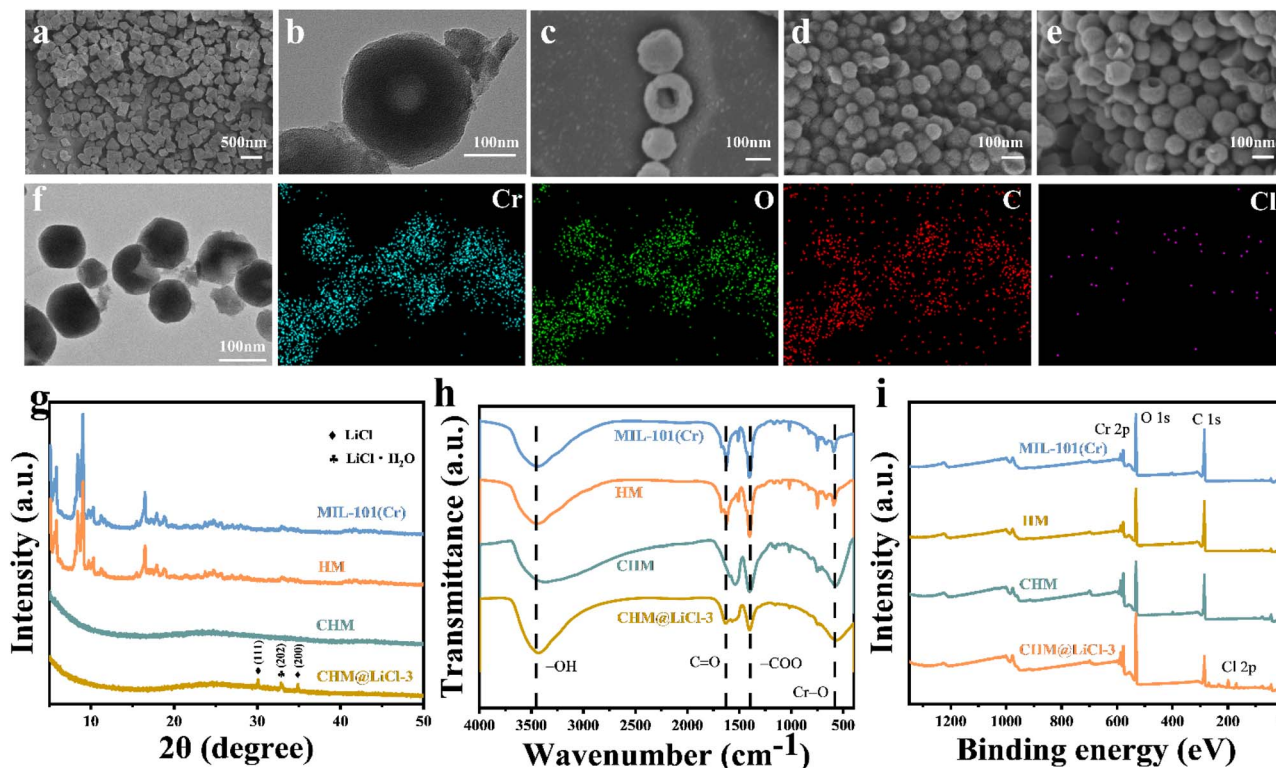 a
500nm
b
100nm
c
100nm
d
100nm
e
100nm
f
100nm
Cr
O
C
Cl
g
♦ LiCl
♣ LiCl · H₂O
MIL-101(Cr)
HM
CHM
♦ (111)
♣ (202)
♦ (200)
CHM@LiCl-3
10 20 30 40 50
2θ (degree)
Intensity (a.u.)
h
MIL-101(Cr)
HM
CHM
CHM@LiCl-3
–OH
C=O
–COO
Cr–O
4000 3500 3000 2500 2000 1500 1000 500
Wavenumber (cm⁻¹)
Transmittance (a.u.)
i
Cr 2p
O 1s
C 1s
MIL-101(Cr)
HM
CHM
CHM@LiCl-3
Cl 2p
1200 1000 800 600 400 200
Binding energy (eV)
Intensity (a.u.)